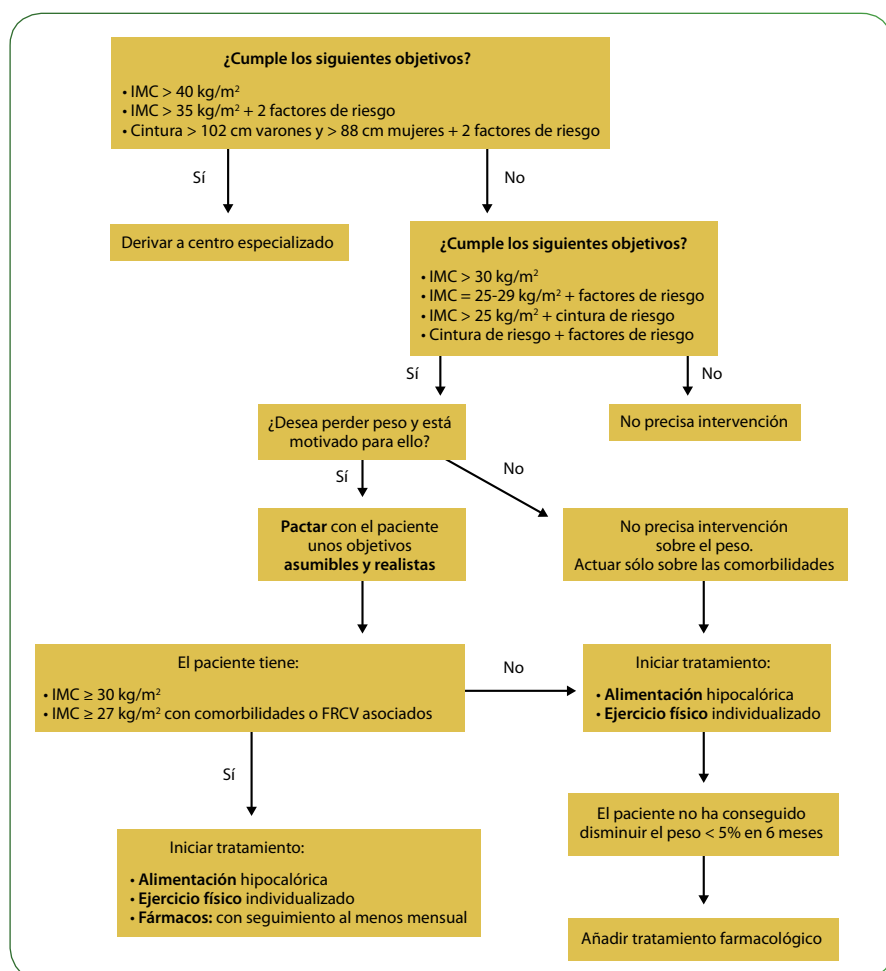 ¿Cumple los siguientes objetivos?
• IMC > 40 kg/m²
• IMC > 35 kg/m² + 2 factores de riesgo
• Cintura > 102 cm varones y > 88 cm mujeres + 2 factores de riesgo
Sí
No
Derivar a centro especializado
¿Cumple los siguientes objetivos?
• IMC > 30 kg/m²
• IMC = 25-29 kg/m² + factores de riesgo
• IMC > 25 kg/m² + cintura de riesgo
• Cintura de riesgo + factores de riesgo
Sí
No
¿Desea perder peso y está
motivado para ello?
No precisa intervención
Sí
No
Pactar con el paciente
unos objetivos
asumibles y realistas
No precisa intervención
sobre el peso.
Actuar sólo sobre las comorbilidades
El paciente tiene:
• IMC ≥ 30 kg/m²
• IMC ≥ 27 kg/m² con comorbilidades o FRCV asociados
No
Iniciar tratamiento:
• Alimentación hipocalórica
• Ejercicio físico individualizado
Sí
El paciente no ha conseguido
disminuir el peso < 5% en 6 meses
Iniciar tratamiento:
• Alimentación hipocalórica
• Ejercicio físico individualizado
• Fármacos: con seguimiento al menos mensual
Añadir tratamiento farmacológico